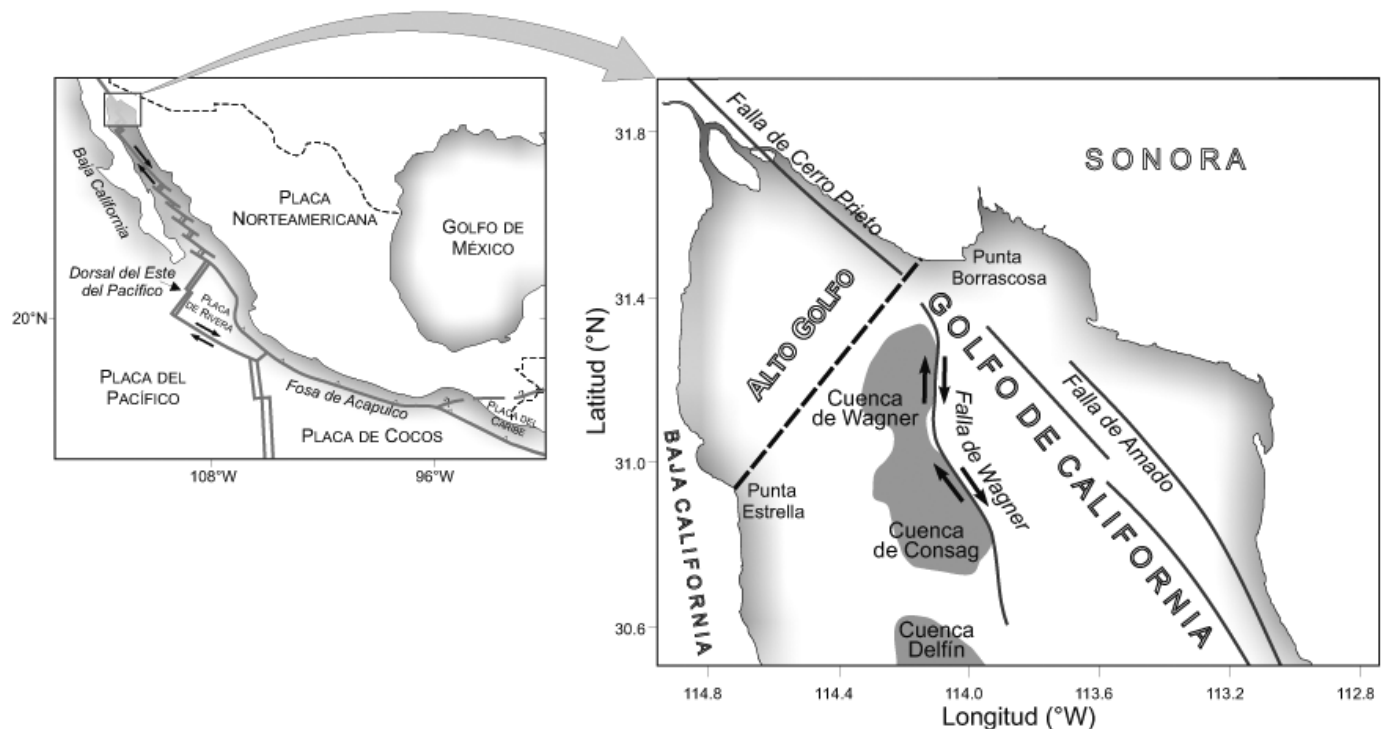 Baja California
PLACA
NORTEAMERICANA
GOLFO DE
MÉXICO
Dorsal del Este
del Pacífico
PLACA
DE RIVERA
20°N
PLACA DEL
PACÍFICO
Fosa de Acapulco
PLACA DE COCOS
?
?
PLACA DEL
CARIBE
108°W
96°W
Latitud (°N)
31.8
31.4
31.0
30.6
Falla de Cerro Prieto
SONORA
Punta
Borrascosa
ALTO GOLFO
GOLFO DE CALIFORNIA
Cuenca
de Wagner
Falla de Wagner
Falla de Amado
BAJA CALIFORNIA
Punta
Estrella
Cuenca
de Consag
Cuenca
Delfín
114.8
114.4
114.0
113.6
113.2
112.8
Longitud (°W)